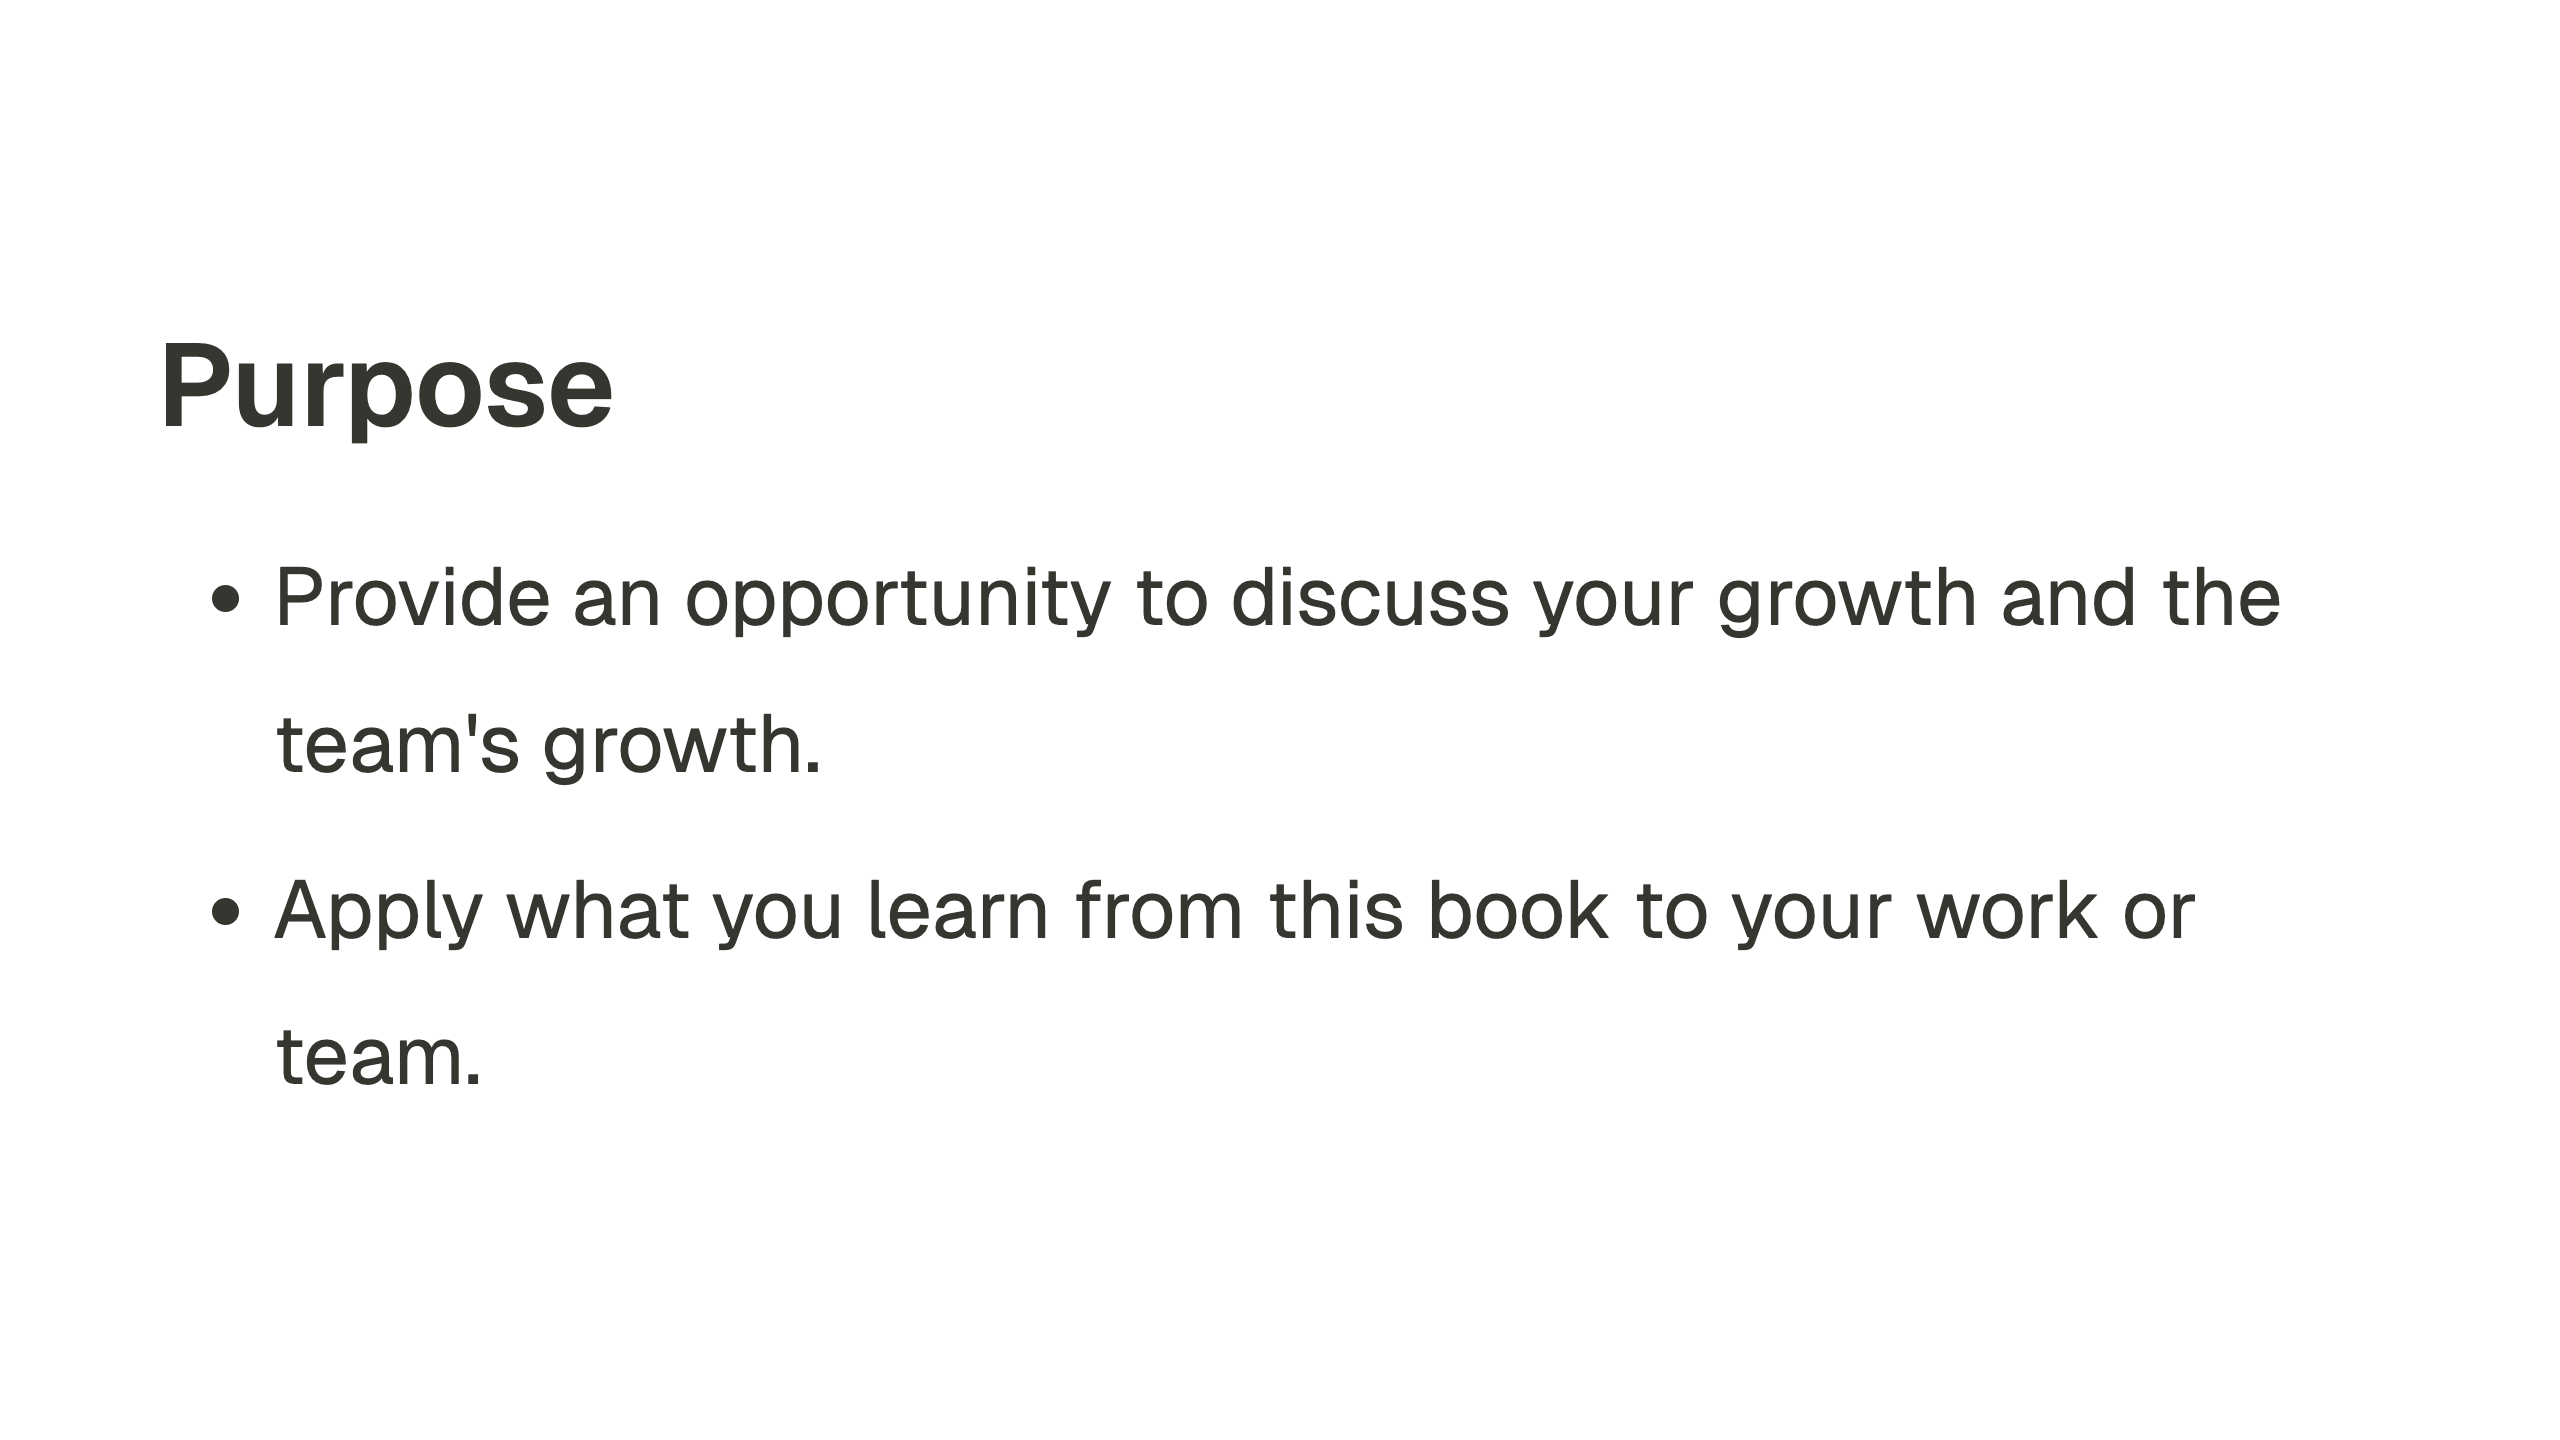 Purpose
• Provide an opportunity to discuss your growth and the
team's growth.
• Apply what you learn from this book to your work or
team.